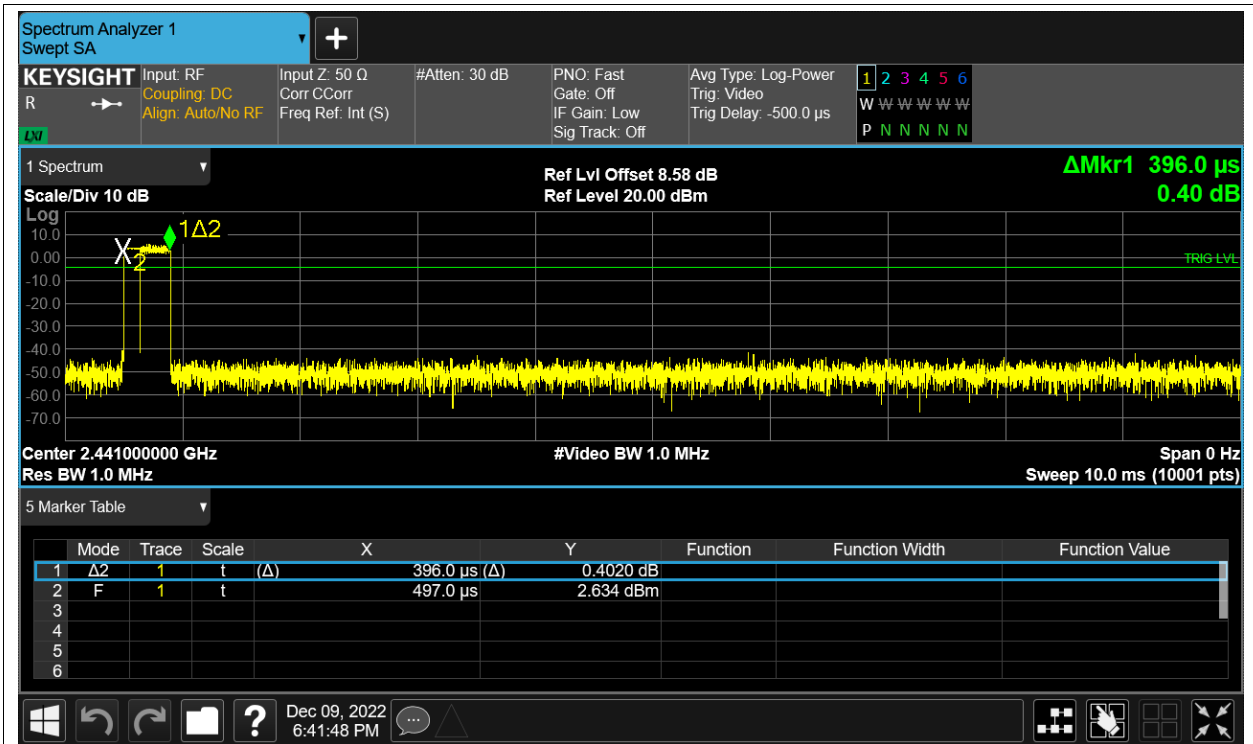 Spectrum Analyzer 1
Swept SA
KEYSIGHT
R
LXI
Input: RF
Coupling: DC
Align: Auto/No RF
Input Z: 50 Ω
Corr CCorr
Freq Ref: Int (S)
#Atten: 30 dB
PNO: Fast
Gate: Off
IF Gain: Low
Sig Track: Off
Avg Type: Log-Power
Trig: Video
Trig Delay: -500.0 µs
1 2 3 4 5 6
W W W W W W
P N N N N N
1 Spectrum
Scale/Div 10 dB
Ref Lvl Offset 8.58 dB
Ref Level 20.00 dBm
ΔMkr1 396.0 µs
0.40 dB
Log
10.0
0.00
-10.0
-20.0
-30.0
-40.0
-50.0
-60.0
-70.0
X
2
1Δ2
TRIG LVL
Center 2.441000000 GHz
#Video BW 1.0 MHz
Span 0 Hz
Res BW 1.0 MHz
Sweep 10.0 ms (10001 pts)
5 Marker Table
Mode Trace Scale X Y Function Function Width Function Value
1 Δ2 1 t (Δ) 396.0 µs (Δ) 0.4020 dB
2 F 1 t 497.0 µs 2.634 dBm
3
4
5
6
?
Dec 09, 2022
6:41:48 PM